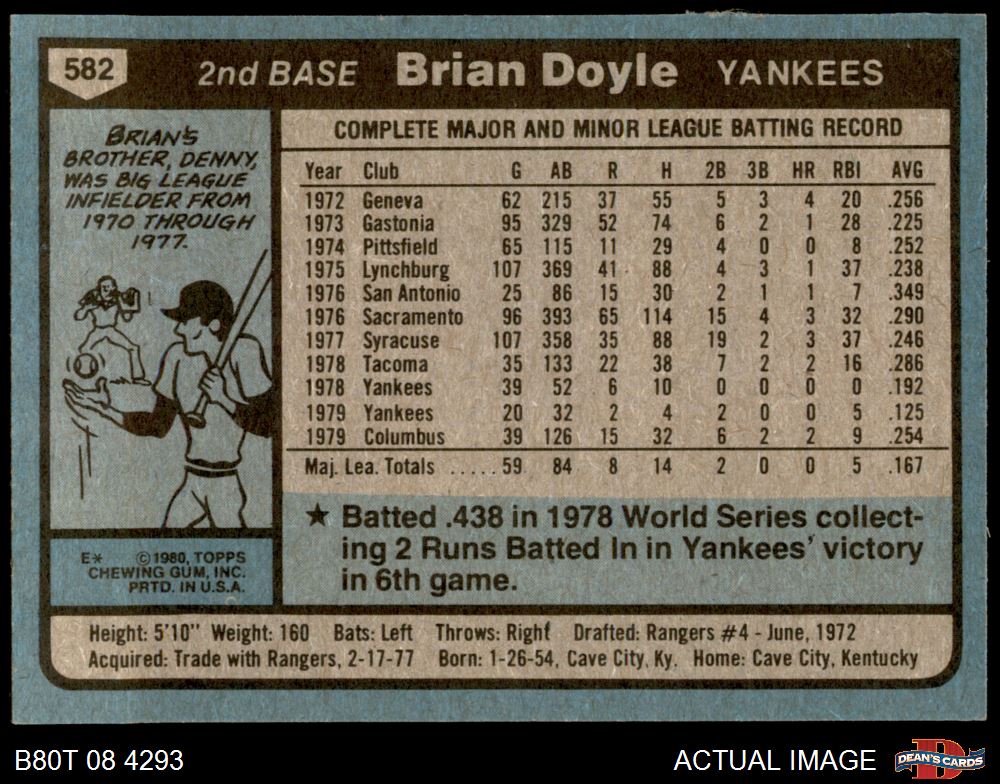 582 2nd BASE Brian Doyle YANKEES
BRIAN'S
BROTHER, DENNY,
WAS BIG LEAGUE
INFIELDER FROM
1970 THROUGH
1977.
COMPLETE MAJOR AND MINOR LEAGUE BATTING RECORD
Year Club G AB R H 2B 3B HR RBI AVG
1972 Geneva 62 215 37 55 5 3 4 20 .256
1973 Gastonia 95 329 52 74 6 2 1 28 .225
1974 Pittsfield 65 115 11 29 4 0 0 8 .252
1975 Lynchburg 107 369 41 88 4 3 1 37 .238
1976 San Antonio 25 86 15 30 2 1 1 7 .349
1976 Sacramento 96 393 65 114 15 4 3 32 .290
1977 Syracuse 107 358 35 88 19 2 3 37 .246
1978 Tacoma 35 133 22 38 7 2 2 16 .286
1978 Yankees 39 52 6 10 0 0 0 0 .192
1979 Yankees 20 32 2 4 2 0 0 5 .125
1979 Columbus 39 126 15 32 6 2 2 9 .254
Maj. Lea. Totals ..... 59 84 8 14 2 0 0 5 .167
★ Batted .438 in 1978 World Series collect-
ing 2 Runs Batted In in Yankees' victory
in 6th game.
E* ©1980, TOPPS
CHEWING GUM, INC.
PRTD. IN U.S.A.
Height: 5'10" Weight: 160 Bats: Left Throws: Right Drafted: Rangers #4 - June, 1972
Acquired: Trade with Rangers, 2-17-77 Born: 1-26-54, Cave City, Ky. Home: Cave City, Kentucky
B80T 08 4293 ACTUAL IMAGE D DEAN'S CARDS